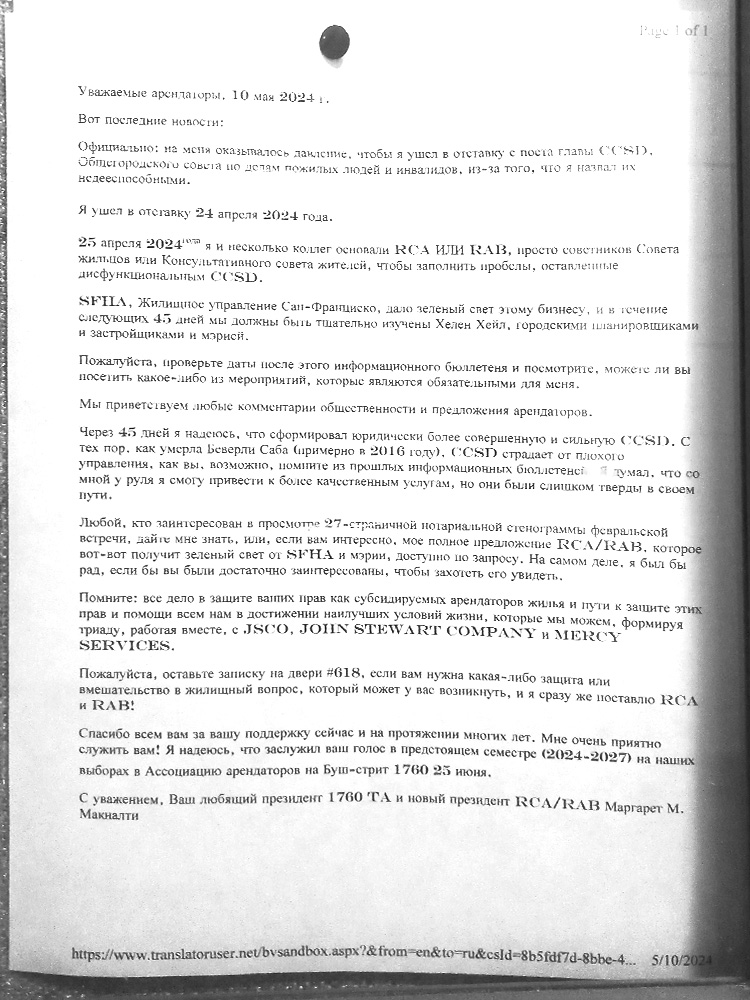 Page 1 of 1
Уважаемые арендаторы, 10 мая 2024 г.
Вот последние новости:
Официально: на меня оказывалось давление, чтобы я ушел в отставку с поста главы CCSD,
Общегородского совета по делам пожилых людей и инвалидов, из-за того, что я назвал их
недееспособными.
Я ушел в отставку 24 апреля 2024 года.
25 апреля 2024года я и несколько коллег основали RCA ИЛИ RAB, просто советников Совета
жильцов или Консультативного совета жителей, чтобы заполнить пробелы, оставленные
дисфункциональным CCSD.
SFHA, Жилищное управление Сан-Франциско, дало зеленый свет этому бизнесу, и в течение
следующих 45 дней мы должны быть тщательно изучены Хелен Хейл, городскими планировщиками
и застройщиками и мэрией.
Пожалуйста, проверьте даты после этого информационного бюллетеня и посмотрите, можете ли вы
посетить какое-либо из мероприятий, которые являются обязательными для меня.
Мы приветствуем любые комментарии общественности и предложения арендаторов.
Через 45 дней я надеюсь, что сформировал юридически более совершенную и сильную CCSD. С
тех пор, как умерла Беверли Саба (примерно в 2016 году), CCSD страдает от плохого
управления, как вы, возможно, помните из прошлых информационных бюллетеней. Я думал, что со
мной у руля я смогу привести к более качественным услугам, но они были слишком тверды в своем
пути.
Любой, кто заинтересован в просмотре 27-страничной нотариальной стенограммы февральской
встречи, дайте мне знать, или, если вам интересно, мое полное предложение RCA/RAB, которое
вот-вот получит зеленый свет от SFHA и мэрии, доступно по запросу. На самом деле, я был бы
рад, если бы вы были достаточно заинтересованы, чтобы захотеть его увидеть.
Помните: все дело в защите ваших прав как субсидируемых арендаторов жилья и пути к защите этих
прав и помощи всем нам в достижении наилучших условий жизни, которые мы можем, формируя
триаду, работая вместе, с JSCO, JOHN STEWART COMPANY и MERCY
SERVICES.
Пожалуйста, оставьте записку на двери #618, если вам нужна какая-либо защита или
вмешательство в жилищный вопрос, который может у вас возникнуть, и я сразу же поставлю RCA
и RAB!
Спасибо всем вам за вашу поддержку сейчас и на протяжении многих лет. Мне очень приятно
служить вам! Я надеюсь, что заслужил ваш голос в предстоящем семестре (2024-2027) на наших
выборах в Ассоциацию арендаторов на Буш-стрит 1760 25 июня.
С уважением, Ваш любящий президент 1760 TA и новый президент RCA/RAB Маргарет М.
Макналти
https://www.translatoruser.net/bvsandbox.aspx?&from=en&to=ru&csId=8b5fdf7d-8bbe-4... 5/10/2024